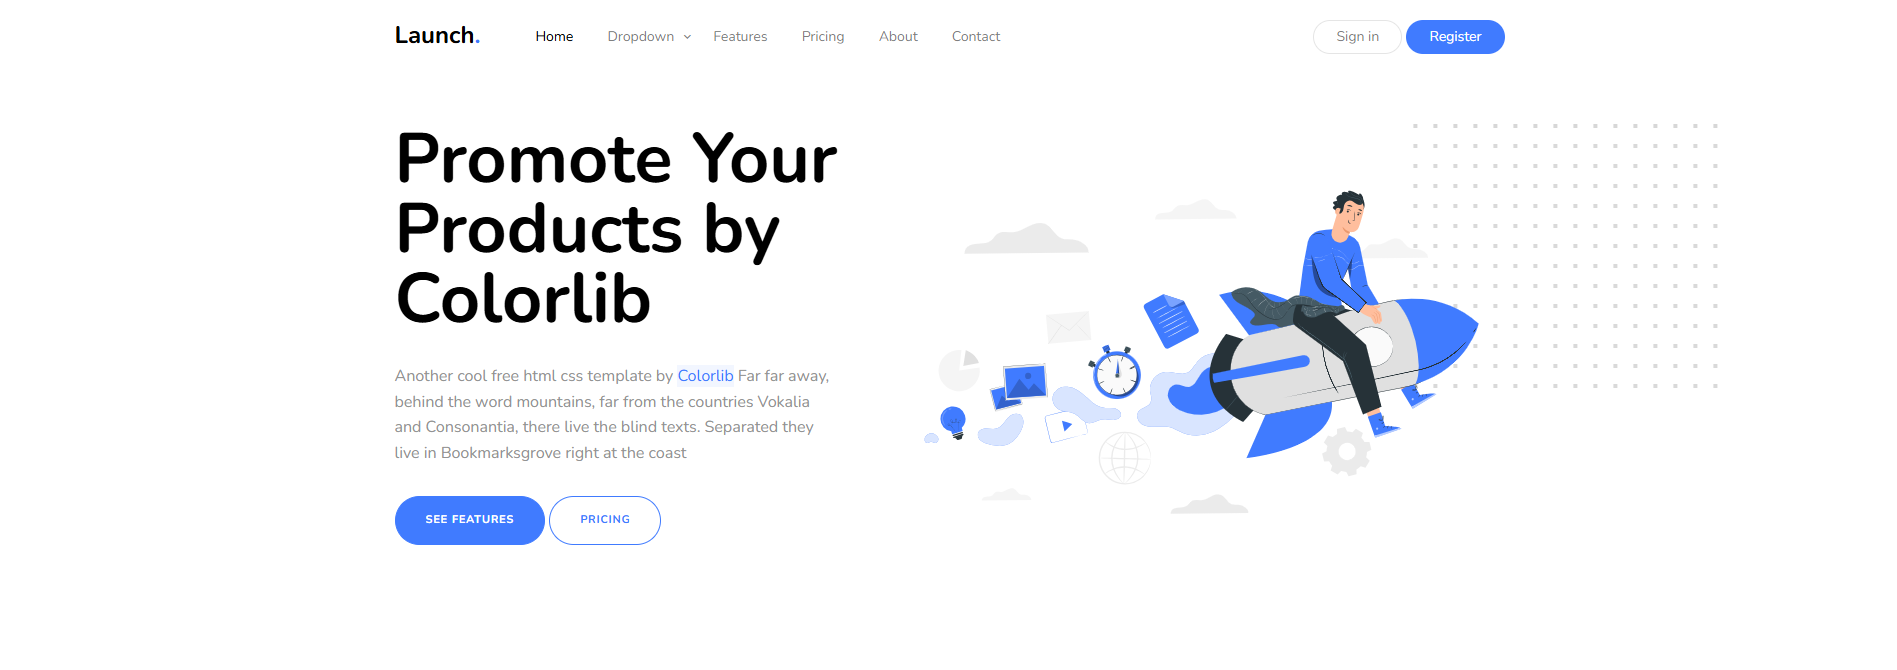 Launch.
Home Dropdown Features Pricing About Contact
Sign in Register
Promote Your
Products by
Colorlib
Another cool free html css template by Colorlib Far far away,
behind the word mountains, far from the countries Vokalia
and Consonantia, there live the blind texts. Separated they
live in Bookmarksgrove right at the coast
SEE FEATURES PRICING